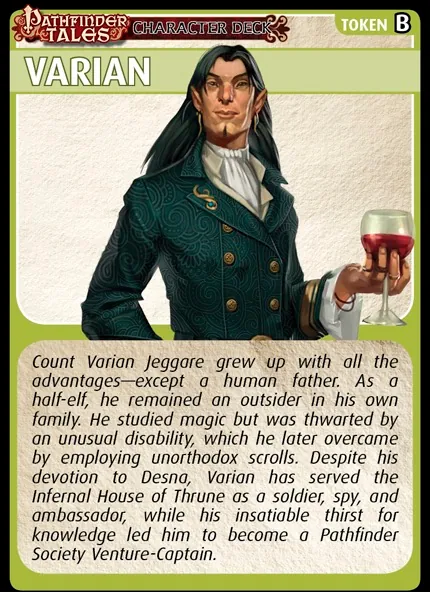 PATHFINDER
TALES CHARACTER DECK
TOKEN B
VARIAN
Count Varian Jeggare grew up with all the
advantages—except a human father. As a
half-elf, he remained an outsider in his own
family. He studied magic but was thwarted by
an unusual disability, which he later overcame
by employing unorthodox scrolls. Despite his
devotion to Desna, Varian has served the
Infernal House of Thrune as a soldier, spy, and
ambassador, while his insatiable thirst for
knowledge led him to become a Pathfinder
Society Venture-Captain.